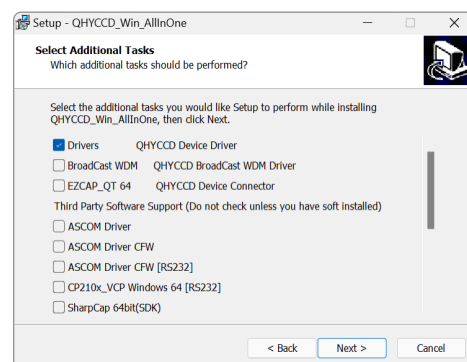 Setup - QHYCCD_Win_AllInOne
Select Additional Tasks
Which additional tasks should be performed?
Select the additional tasks you would like Setup to perform while installing
QHYCCD_Win_AllInOne, then click Next.
Drivers QHYCCD Device Driver
BroadCast WDM QHYCCD BroadCast WDM Driver
EZCAP_QT 64 QHYCCD Device Connector
Third Party Software Support (Do not check unless you have soft installed)
ASCOM Driver
ASCOM Driver CFW
ASCOM Driver CFW [RS232]
CP210x_VCP Windows 64 [RS232]
SharpCap 64bit(SDK)
< Back Next > Cancel